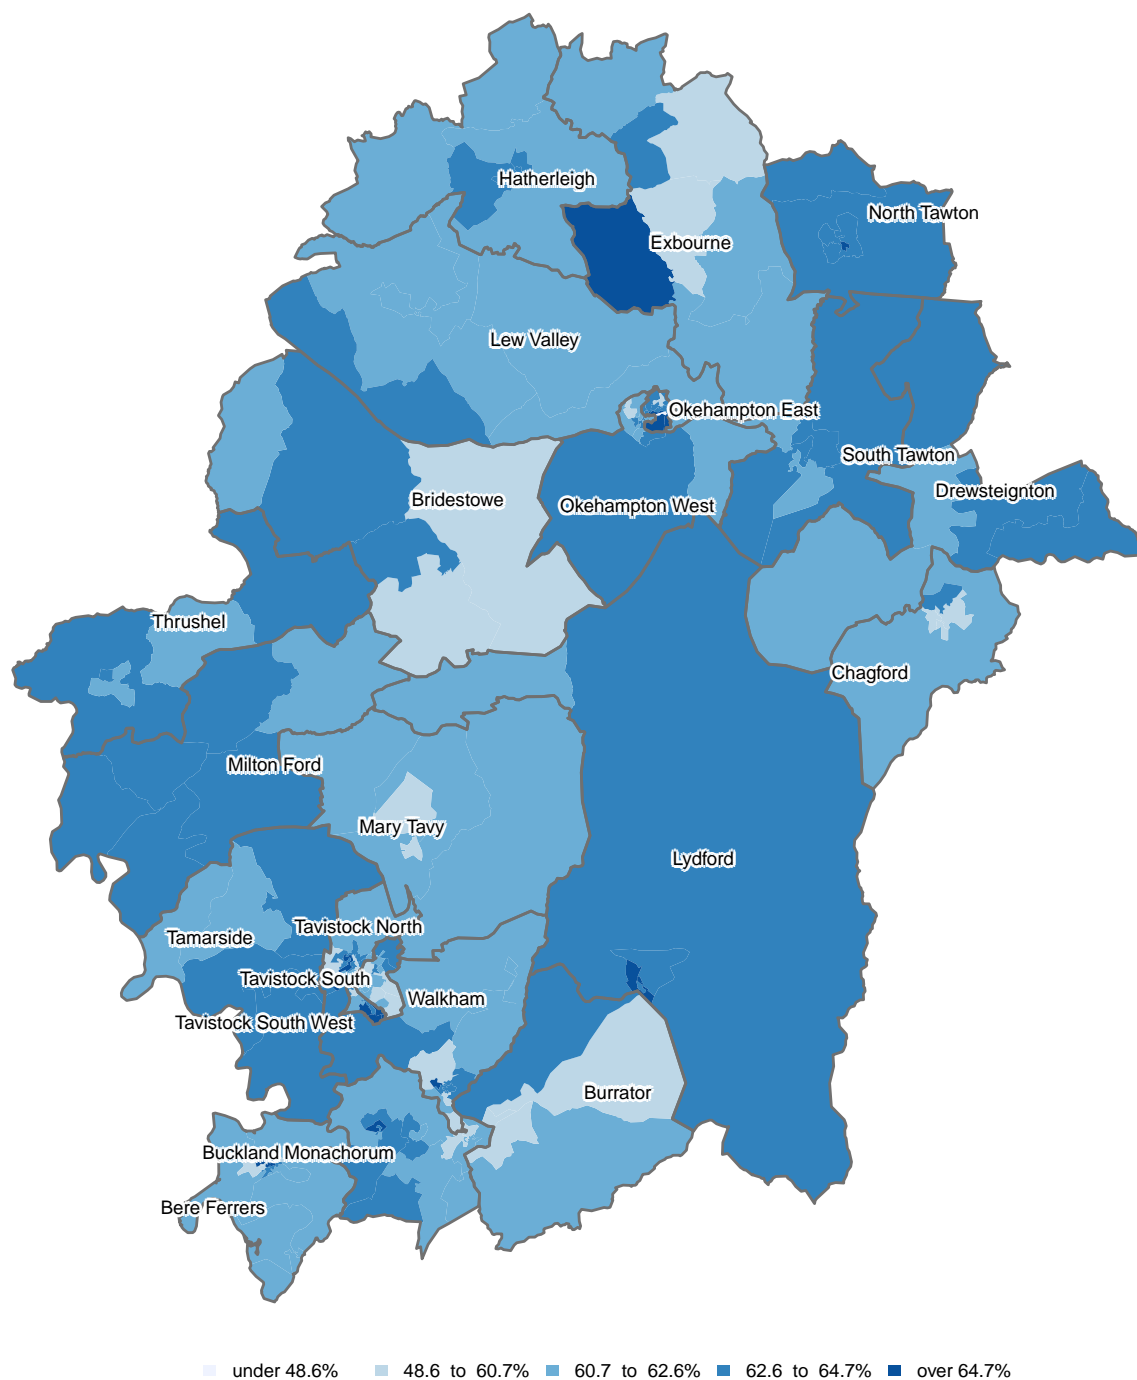 Hatherleigh
North Tawton
Exbourne
Lew Valley
Okehampton East
South Tawton
Drewsteignton
Bridestowe
Okehampton West
Thrushel
Chagford
Milton Ford
Mary Tavy
Lydford
Tavistock North
Tamarside
Tavistock South
Walkham
Tavistock South West
Burrator
Buckland Monachorum
Bere Ferrers
under 48.6% 48.6 to 60.7% 60.7 to 62.6% 62.6 to 64.7% over 64.7%